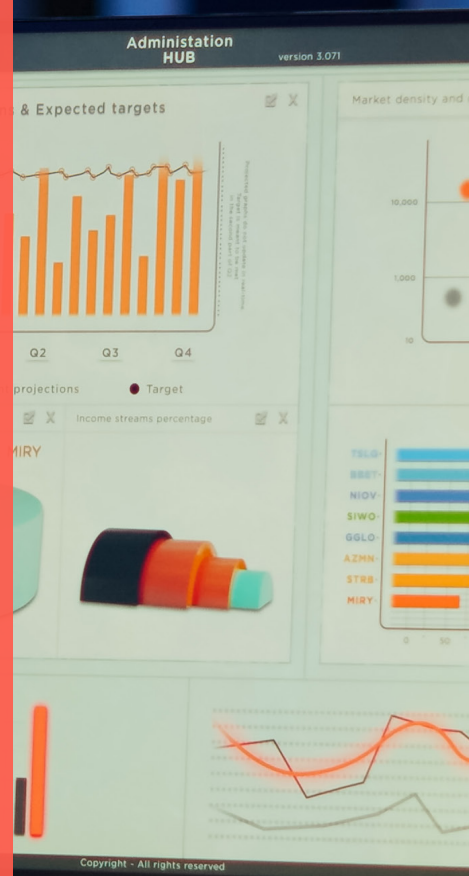 Administation
HUB
version 3.071
& Expected targets
Market density and
10,000
1,000
10
Q2
Q3
Q4
projections
Target
Income streams percentage
MIRY
NIOV
SIWO
GGLO
AZMN
STRB
MIRY
0
50
Copyright - All rights reserved